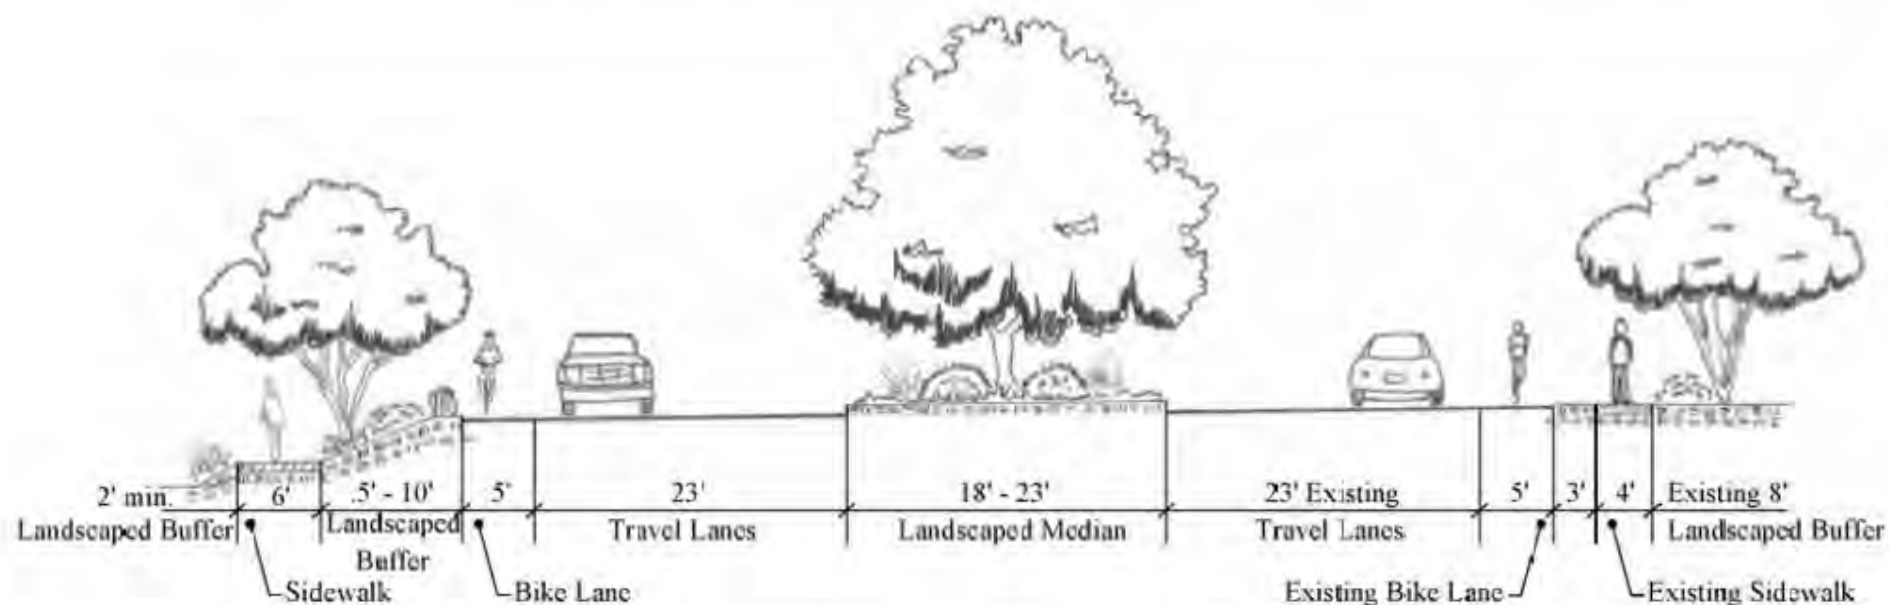 2' min. 6' .5' - 10' 5' 23' 18' - 23' 23' Existing 5' 3' 4' Existing 8'
Landscaped Buffer Landscaped Travel Lanes Landscaped Median Travel Lanes Landscaped Buffer
Buffer
Sidewalk Bike Lane Existing Bike Lane Existing Sidewalk